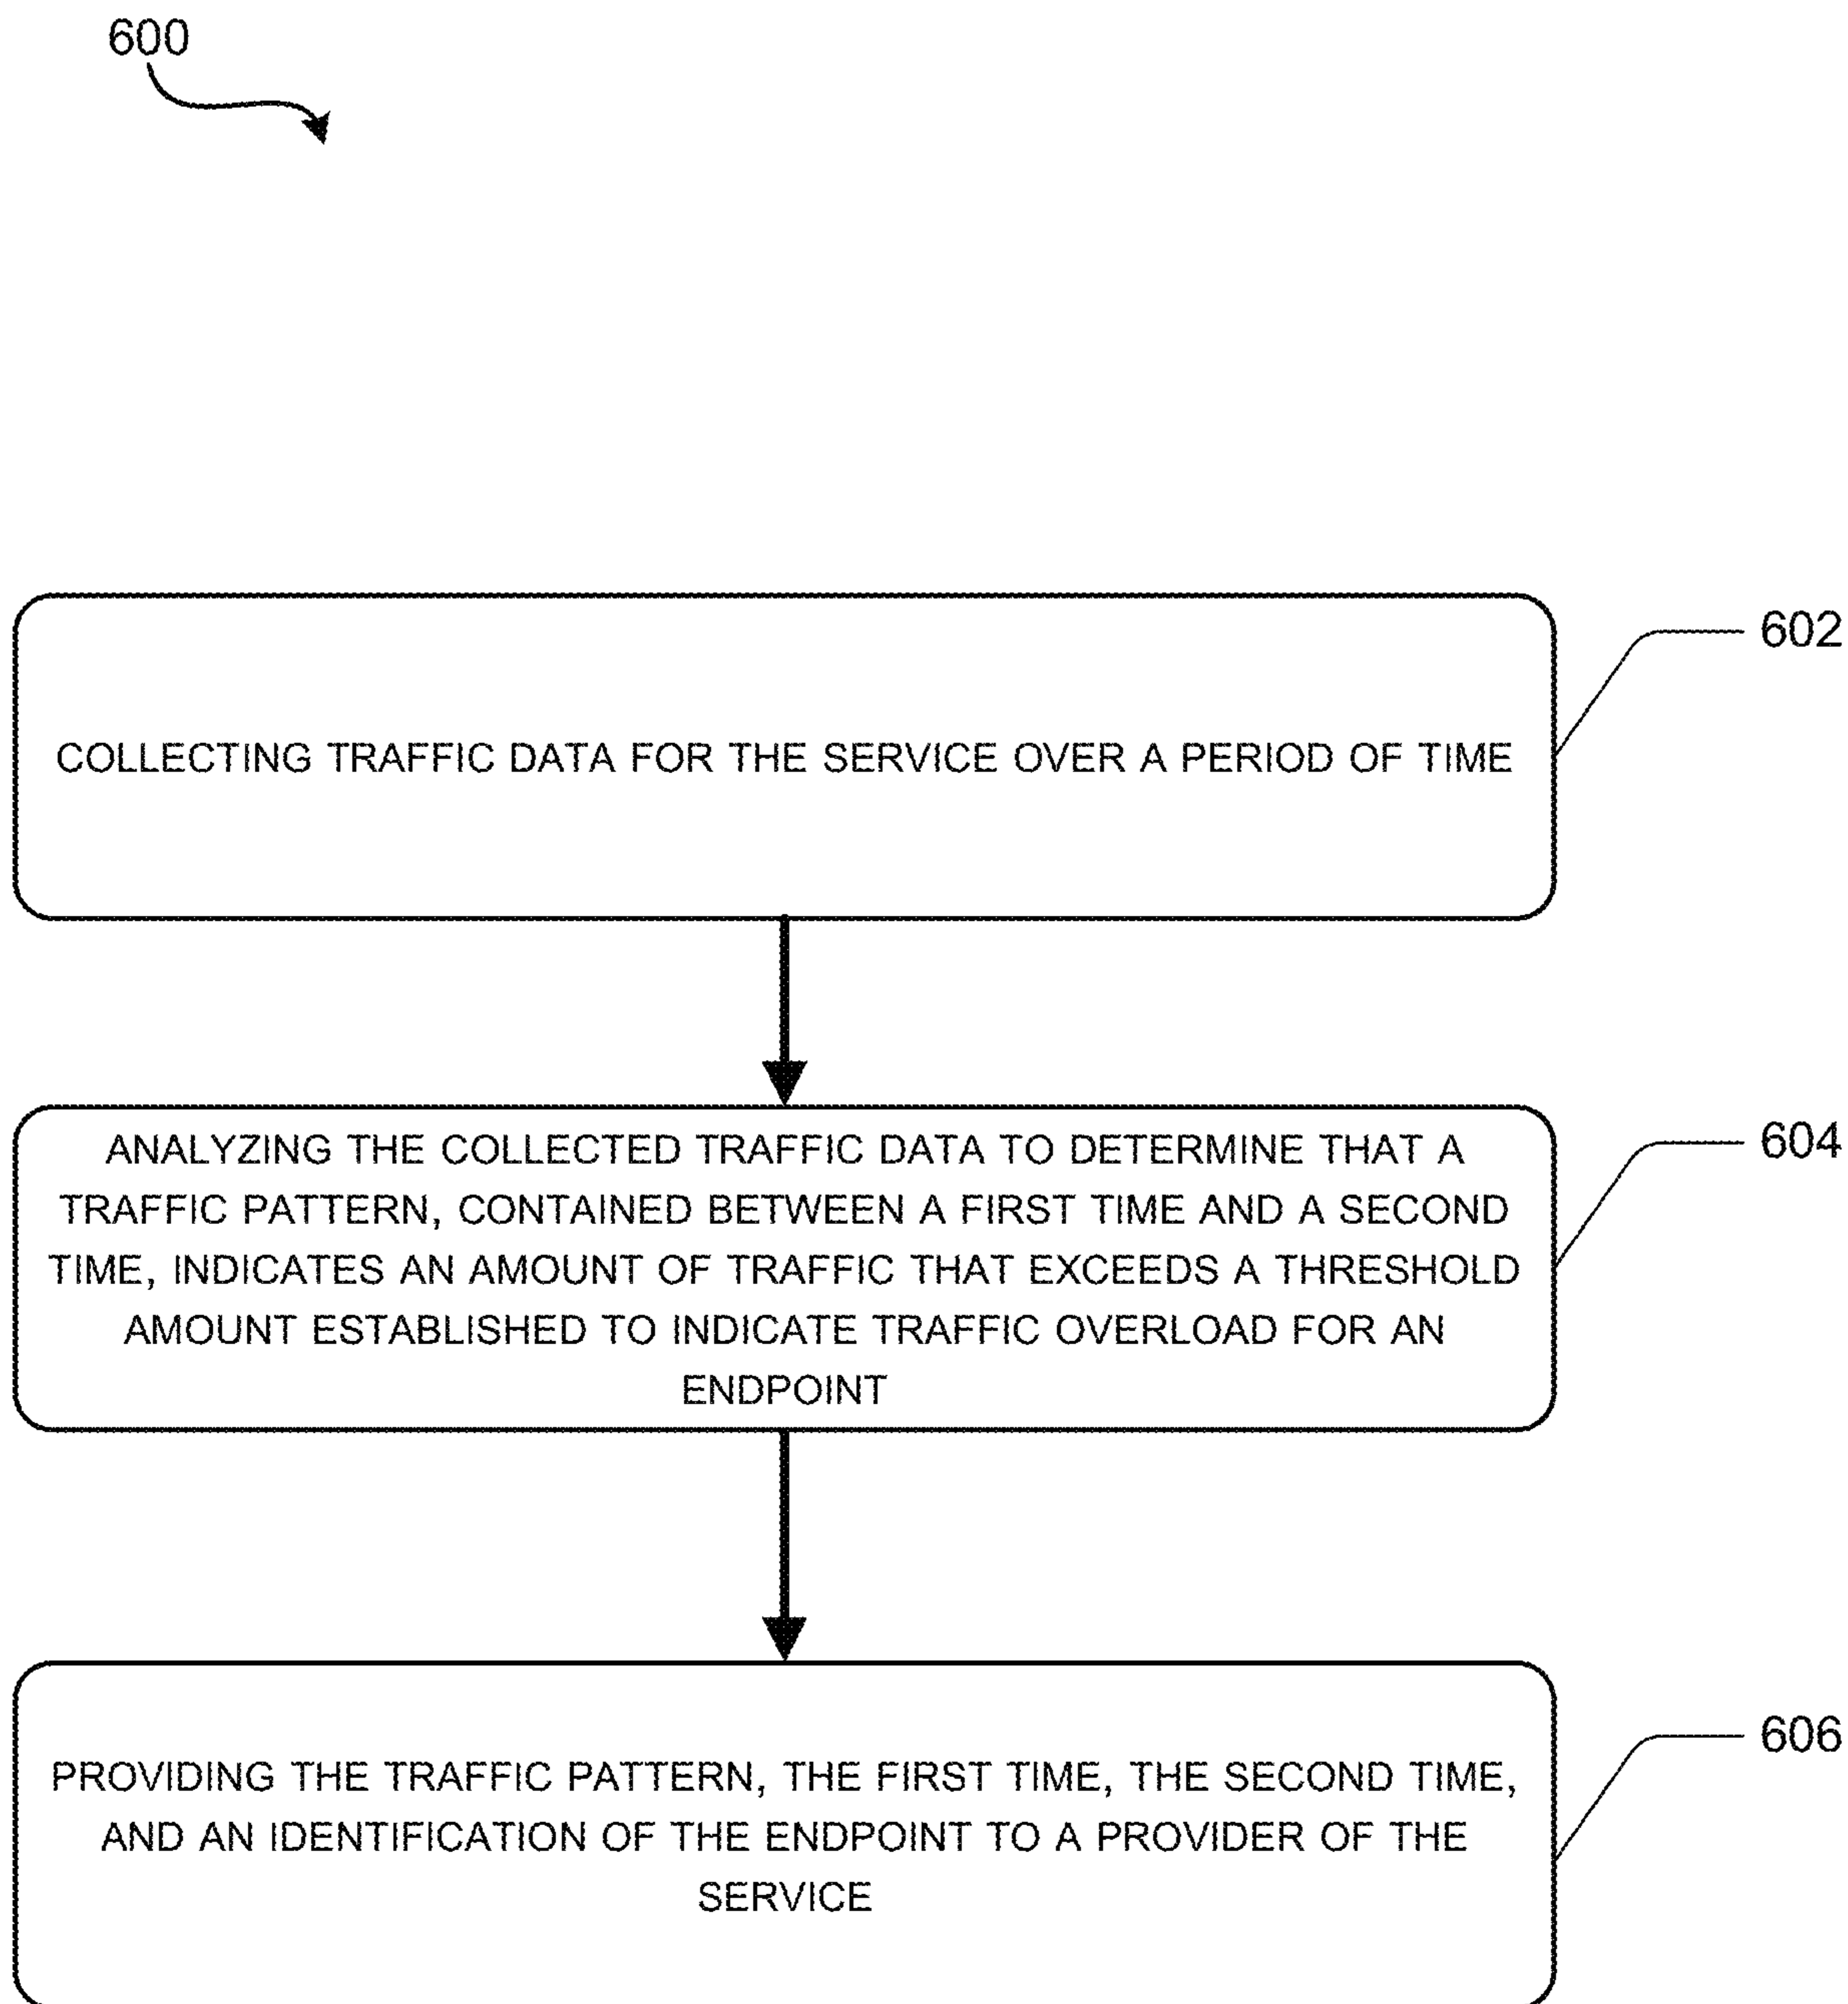 600
602
COLLECTING TRAFFIC DATA FOR THE SERVICE OVER A PERIOD OF TIME
604
ANALYZING THE COLLECTED TRAFFIC DATA TO DETERMINE THAT A
TRAFFIC PATTERN, CONTAINED BETWEEN A FIRST TIME AND A SECOND
TIME, INDICATES AN AMOUNT OF TRAFFIC THAT EXCEEDS A THRESHOLD
AMOUNT ESTABLISHED TO INDICATE TRAFFIC OVERLOAD FOR AN
ENDPOINT
606
PROVIDING THE TRAFFIC PATTERN, THE FIRST TIME, THE SECOND TIME,
AND AN IDENTIFICATION OF THE ENDPOINT TO A PROVIDER OF THE
SERVICE